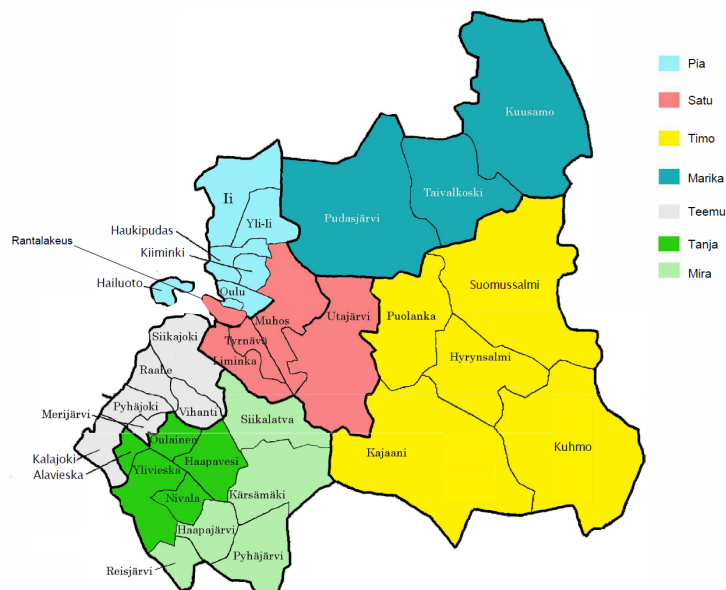 Pia
Satu
Timo
Marika
Teemu
Tanja
Mira
Kuusamo
Taivalkoski
Pudasjärvi
Ii
Yli-Ii
Haukipudas
Rantalakeus
Kiiminki
Hailuoto
Oulu
Suomussalmi
Muhos
Utajärvi
Puolanka
Siikajoki
Tyrnävä
Liminka
Hyrynsalmi
Raahe
Pyhäjoki
Vihanti
Merijärvi
Siikalatva
Oulainen
Kalajoki
Alavieska
Haapavesi
Ylivieska
Kajaani
Kuhmo
Nivala
Kärsämäki
Haapajärvi
Pyhäjärvi
Reisjärvi